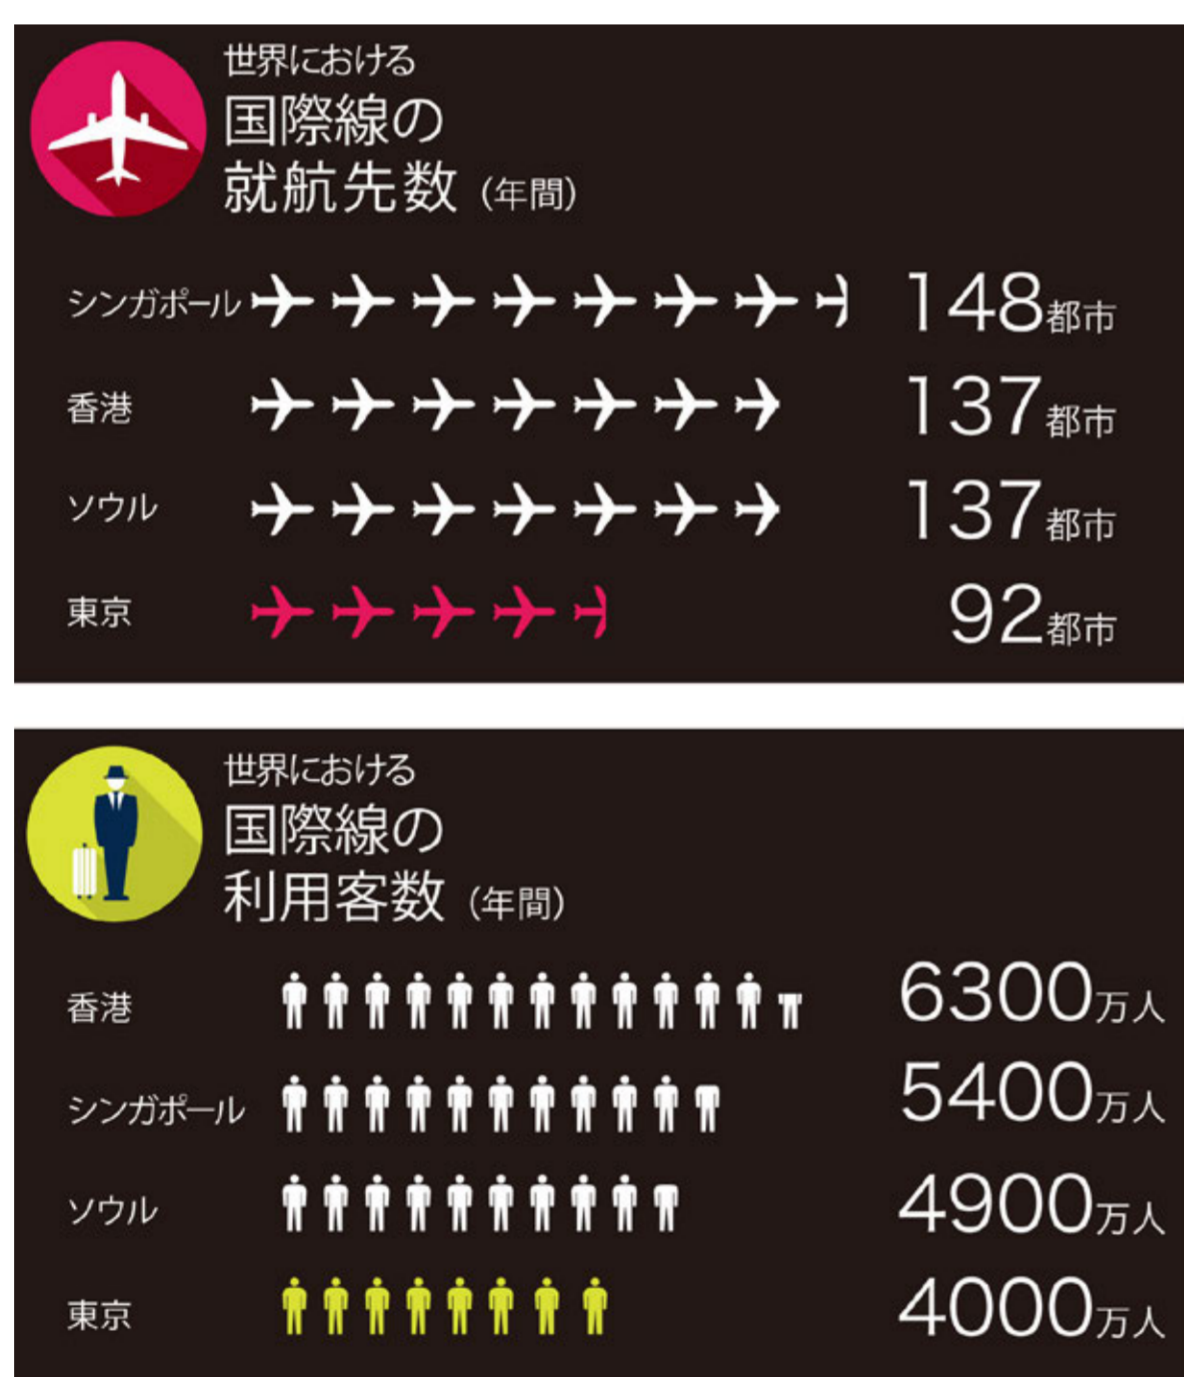 世界における
国際線の
就航先数（年間）
シンガポール 148都市
香港 137都市
ソウル 137都市
東京 92都市
世界における
国際線の
利用客数（年間）
香港 6300万人
シンガポール 5400万人
ソウル 4900万人
東京 4000万人